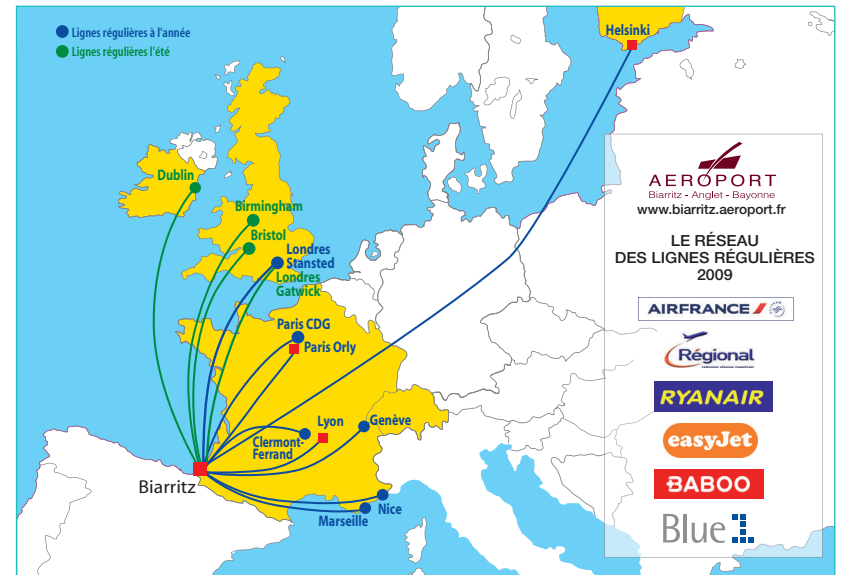 Lignes régulières à l'année
Lignes régulières l'été
Helsinki
Dublin
Birmingham
Bristol
Londres
Stansted
Londres
Gatwick
Paris CDG
Paris Orly
Lyon
Genève
Clermont-
Ferrand
Biarritz
Marseille
Nice
AEROPORT
Biarritz - Anglet - Bayonne
www.biarritz.aeroport.fr
LE RÉSEAU
DES LIGNES RÉGULIÈRES
2009
AIRFRANCE
Régional
RYANAIR
easyJet
BABOO
Blue1